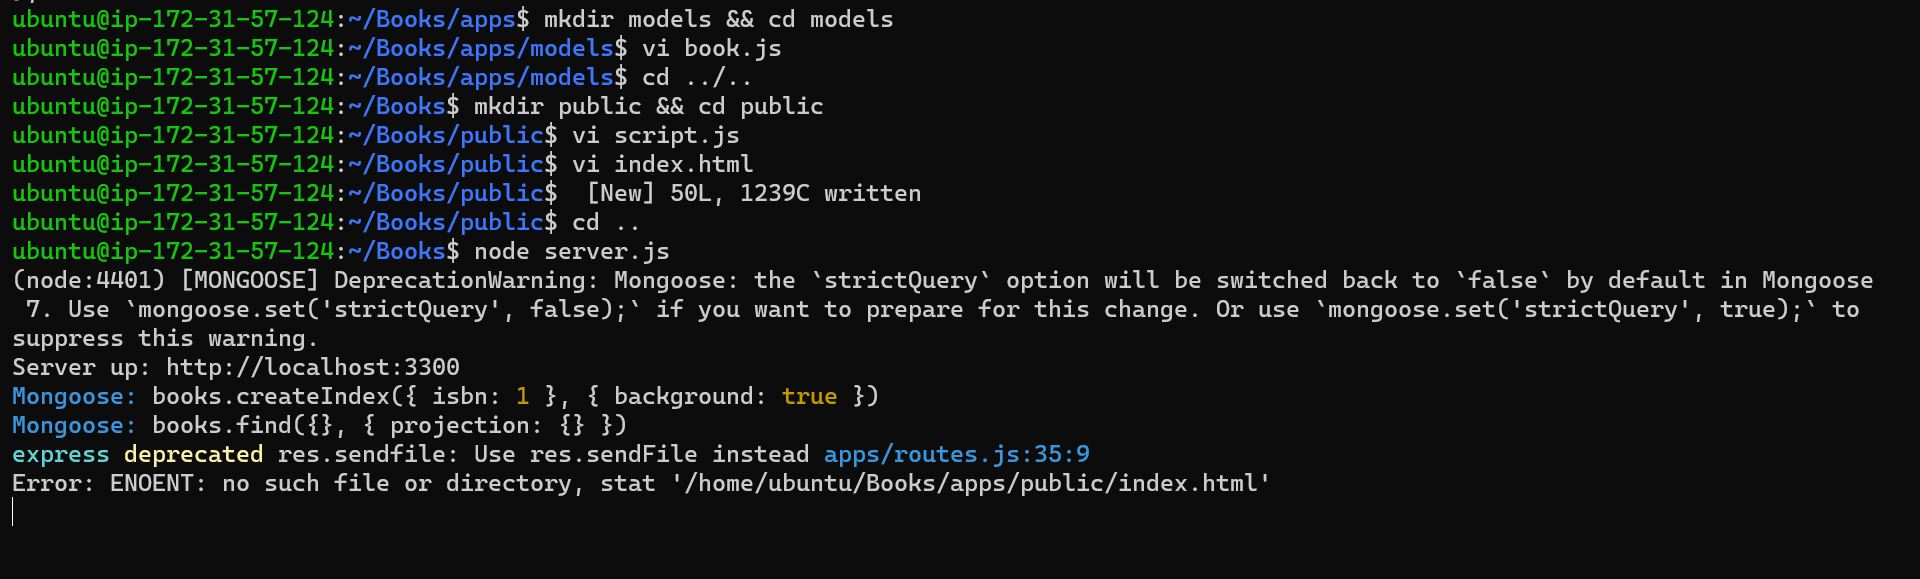 ubuntu@ip-172-31-57-124:~/Books/apps$ mkdir models && cd models
ubuntu@ip-172-31-57-124:~/Books/apps/models$ vi book.js
ubuntu@ip-172-31-57-124:~/Books/apps/models$ cd ../..
ubuntu@ip-172-31-57-124:~/Books$ mkdir public && cd public
ubuntu@ip-172-31-57-124:~/Books/public$ vi script.js
ubuntu@ip-172-31-57-124:~/Books/public$ vi index.html
ubuntu@ip-172-31-57-124:~/Books/public$  [New] 50L, 1239C written
ubuntu@ip-172-31-57-124:~/Books/public$ cd ..
ubuntu@ip-172-31-57-124:~/Books$ node server.js
(node:4401) [MONGOOSE] DeprecationWarning: Mongoose: the `strictQuery` option will be switched back to `false` by default in Mongoose
 7. Use `mongoose.set('strictQuery', false);` if you want to prepare for this change. Or use `mongoose.set('strictQuery', true);` to
suppress this warning.
Server up: http://localhost:3300
Mongoose: books.createIndex({ isbn: 1 }, { background: true })
Mongoose: books.find({}, { projection: {} })
express deprecated res.sendfile: Use res.sendFile instead apps/routes.js:35:9
Error: ENOENT: no such file or directory, stat '/home/ubuntu/Books/apps/public/index.html'